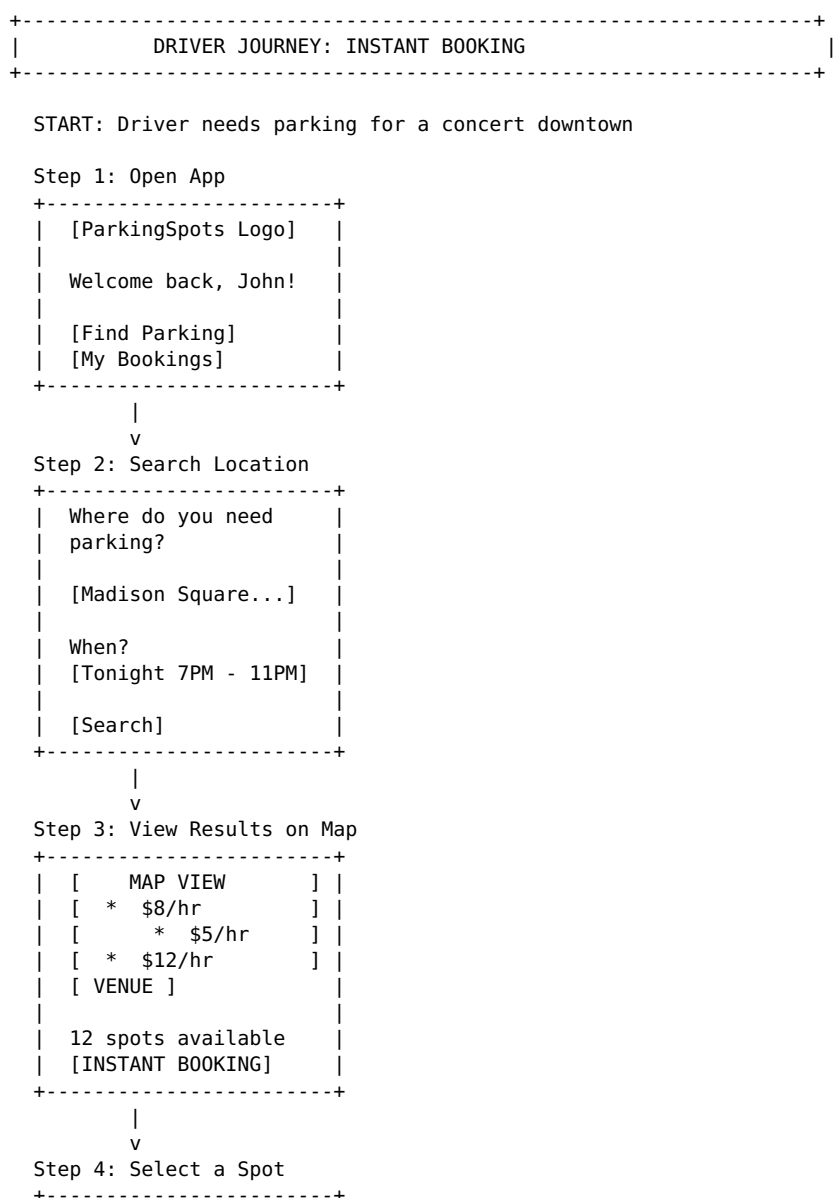 +------------------------------------------------------------------+
|           DRIVER JOURNEY: INSTANT BOOKING                         |
+------------------------------------------------------------------+

  START: Driver needs parking for a concert downtown

  Step 1: Open App
  +------------------------+
  |  [ParkingSpots Logo]   |
  |                        |
  |  Welcome back, John!   |
  |                        |
  |  [Find Parking]        |
  |  [My Bookings]         |
  +------------------------+
          |
          v
  Step 2: Search Location
  +------------------------+
  |  Where do you need     |
  |  parking?              |
  |                        |
  |  [Madison Square...]   |
  |                        |
  |  When?                 |
  |  [Tonight 7PM - 11PM]  |
  |                        |
  |  [Search]              |
  +------------------------+
          |
          v
  Step 3: View Results on Map
  +------------------------+
  |  [    MAP VIEW       ] |
  |  [  *  $8/hr         ] |
  |  [      *  $5/hr     ] |
  |  [  *  $12/hr        ] |
  |  [ VENUE ]             |
  |                        |
  |  12 spots available    |
  |  [INSTANT BOOKING]     |
  +------------------------+
          |
          v
  Step 4: Select a Spot
  +------------------------+